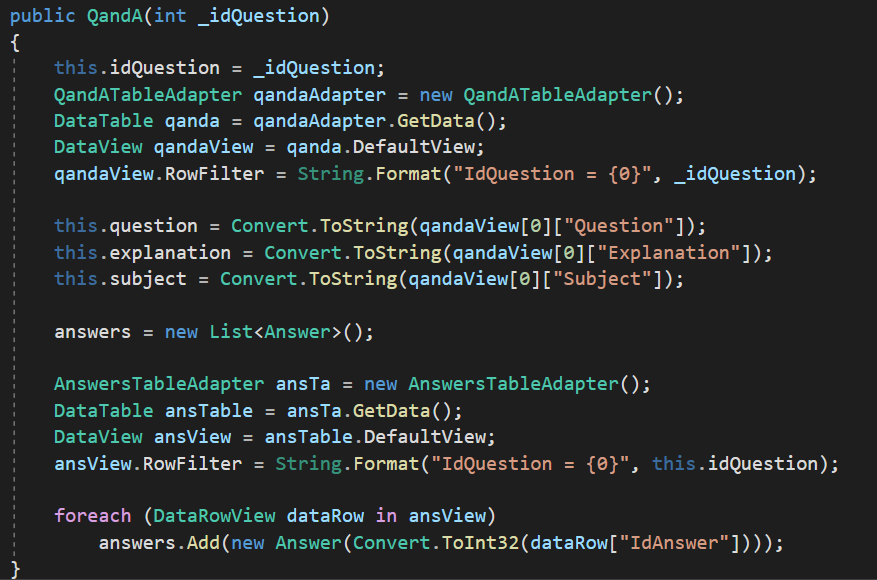 public QandA(int _idQuestion)
{
    this.idQuestion = _idQuestion;
    QandATableAdapter qandaAdapter = new QandATableAdapter();
    DataTable qanda = qandaAdapter.GetData();
    DataView qandaView = qanda.DefaultView;
    qandaView.RowFilter = String.Format("IdQuestion = {0}", _idQuestion);

    this.question = Convert.ToString(qandaView[0]["Question"]);
    this.explanation = Convert.ToString(qandaView[0]["Explanation"]);
    this.subject = Convert.ToString(qandaView[0]["Subject"]);

    answers = new List<Answer>();

    AnswersTableAdapter ansTa = new AnswersTableAdapter();
    DataTable ansTable = ansTa.GetData();
    DataView ansView = ansTable.DefaultView;
    ansView.RowFilter = String.Format("IdQuestion = {0}", this.idQuestion);

    foreach (DataRowView dataRow in ansView)
        answers.Add(new Answer(Convert.ToInt32(dataRow["IdAnswer"])));
}